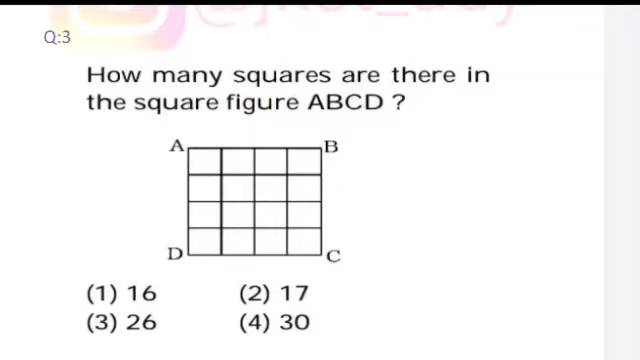 Q:3
How many squares are there in
the square figure ABCD ?
A B
D C
(1) 16 (2) 17
(3) 26 (4) 30